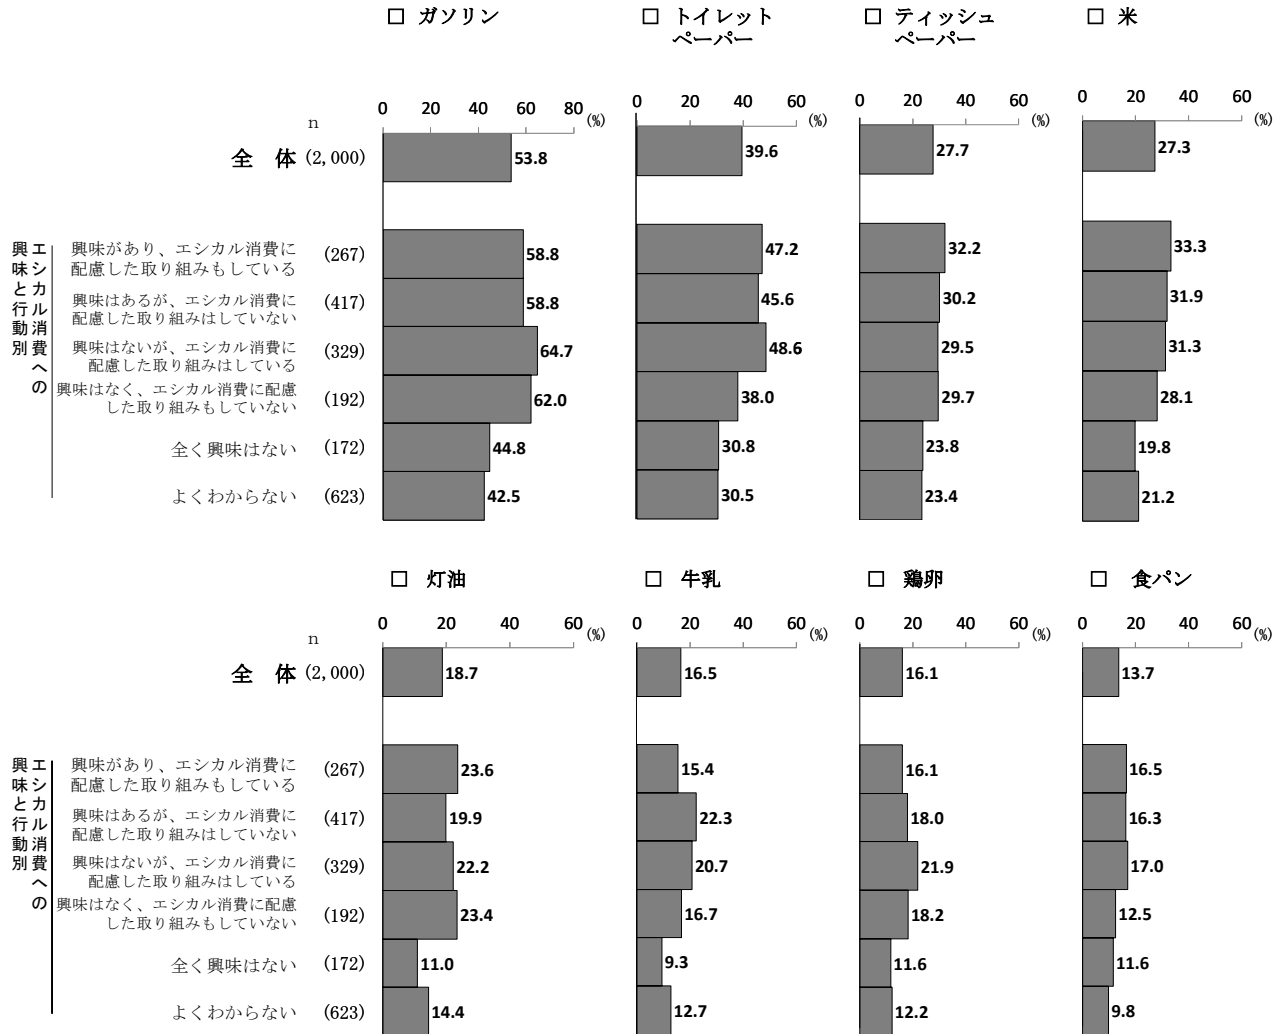 □ ガソリン
□ トイレット
ペーパー
□ ティッシュ
ペーパー
□ 米
0 20 40 60 80 (%)
0 20 40 60 (%)
0 20 40 60 (%)
0 20 40 60 (%)
n
全 体 (2,000) 53.8 39.6 27.7 27.3
エシカル消費への
興味と行動別
興味があり、エシカル消費に
配慮した取り組みもしている (267) 58.8 47.2 32.2 33.3
興味はあるが、エシカル消費に
配慮した取り組みはしていない (417) 58.8 45.6 30.2 31.9
興味はないが、エシカル消費に
配慮した取り組みはしている (329) 64.7 48.6 29.5 31.3
興味はなく、エシカル消費に配慮
した取り組みもしていない (192) 62.0 38.0 29.7 28.1
全く興味はない (172) 44.8 30.8 23.8 19.8
よくわからない (623) 42.5 30.5 23.4 21.2
□ 灯油
□ 牛乳
□ 鶏卵
□ 食パン
0 20 40 60 (%)
0 20 40 60 (%)
0 20 40 60 (%)
0 20 40 60 (%)
n
全 体 (2,000) 18.7 16.5 16.1 13.7
エシカル消費への
興味と行動別
興味があり、エシカル消費に
配慮した取り組みもしている (267) 23.6 15.4 16.1 16.5
興味はあるが、エシカル消費に
配慮した取り組みはしていない (417) 19.9 22.3 18.0 16.3
興味はないが、エシカル消費に
配慮した取り組みはしている (329) 22.2 20.7 21.9 17.0
興味はなく、エシカル消費に配慮
した取り組みもしていない (192) 23.4 16.7 18.2 12.5
全く興味はない (172) 11.0 9.3 11.6 11.6
よくわからない (623) 14.4 12.7 12.2 9.8